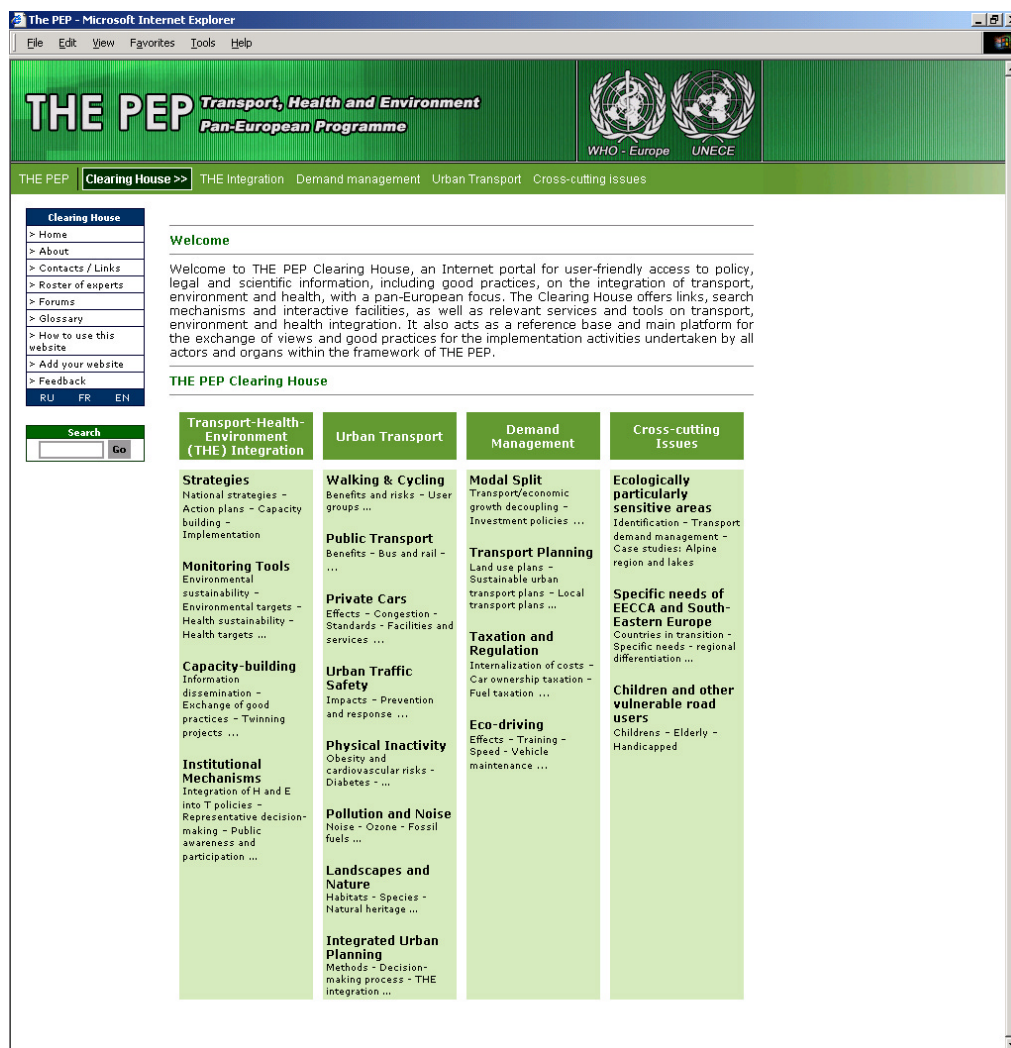 The PEP - Microsoft Internet Explorer
File Edit View Favorites Tools Help
THE PEP Transport, Health and Environment
Pan-European Programme
WHO - Europe UNECE
THE PEP Clearing House >> THE Integration Demand management Urban Transport Cross-cutting issues
Clearing House
> Home
> About
> Contacts / Links
> Roster of experts
> Forums
> Glossary
> How to use this
website
> Add your website
> Feedback
RU FR EN
Search
Go
Welcome
Welcome to THE PEP Clearing House, an Internet portal for user-friendly access to policy,
legal and scientific information, including good practices, on the integration of transport,
environment and health, with a pan-European focus. The Clearing House offers links, search
mechanisms and interactive facilities, as well as relevant services and tools on transport,
environment and health integration. It also acts as a reference base and main platform for
the exchange of views and good practices for the implementation activities undertaken by all
actors and organs within the framework of THE PEP.
THE PEP Clearing House
Transport-Health-
Environment
(THE) Integration
Strategies
National strategies –
Action plans – Capacity
building –
Implementation
Monitoring Tools
Environmental
sustainability –
Environmental targets –
Health sustainability –
Health targets ...
Capacity-building
Information
dissemination –
Exchange of good
practices – Twinning
projects ...
Institutional
Mechanisms
Integration of H and E
into T policies –
Representative decision-
making – Public
awareness and
participation ...
Urban Transport
Walking & Cycling
Benefits and risks – User
groups ...
Public Transport
Benefits – Bus and rail –
...
Private Cars
Effects – Congestion –
Standards - Facilities and
services ...
Urban Traffic
Safety
Impacts – Prevention
and response ...
Physical Inactivity
Obesity and
cardiovascular risks -
Diabetes - ...
Pollution and Noise
Noise - Ozone - Fossil
fuels ...
Landscapes and
Nature
Habitats - Species -
Natural heritage ...
Integrated Urban
Planning
Methods - Decision-
making process - THE
integration ...
Demand
Management
Modal Split
Transport/economic
growth decoupling –
Investment policies ...
Transport Planning
Land use plans –
Sustainable urban
transport plans – Local
transport plans ...
Taxation and
Regulation
Internalization of costs –
Car ownership taxation –
Fuel taxation ...
Eco-driving
Effects – Training –
Speed - Vehicle
maintenance ...
Cross-cutting
Issues
Ecologically
particularly
sensitive areas
Identification – Transport
demand management –
Case studies: Alpine
region and lakes
Specific needs of
EECCA and South-
Eastern Europe
Countries in transition -
Specific needs - regional
differentiation ...
Children and other
vulnerable road
users
Childrens – Elderly –
Handicapped